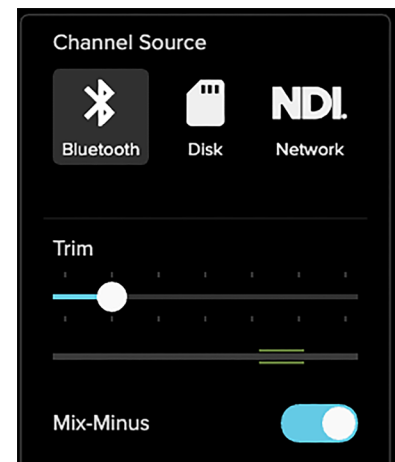 Channel Source
NDI.
Bluetooth Disk Network
Trim
Mix-Minus